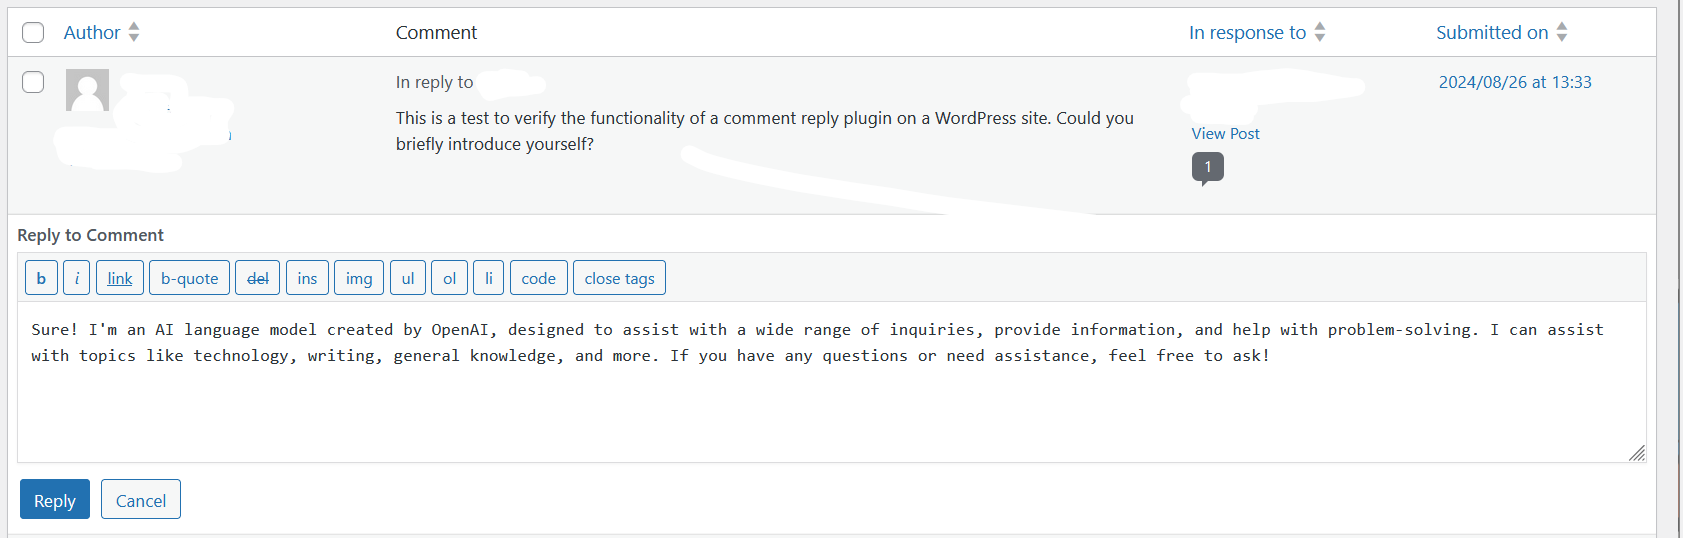 Author Comment In response to Submitted on
In reply to 2024/08/26 at 13:33
This is a test to verify the functionality of a comment reply plugin on a WordPress site. Could you
briefly introduce yourself?
View Post
1
Reply to Comment
b i link b-quote del ins img ul ol li code close tags
Sure! I'm an AI language model created by OpenAI, designed to assist with a wide range of inquiries, provide information, and help with problem-solving. I can assist
with topics like technology, writing, general knowledge, and more. If you have any questions or need assistance, feel free to ask!
Reply Cancel